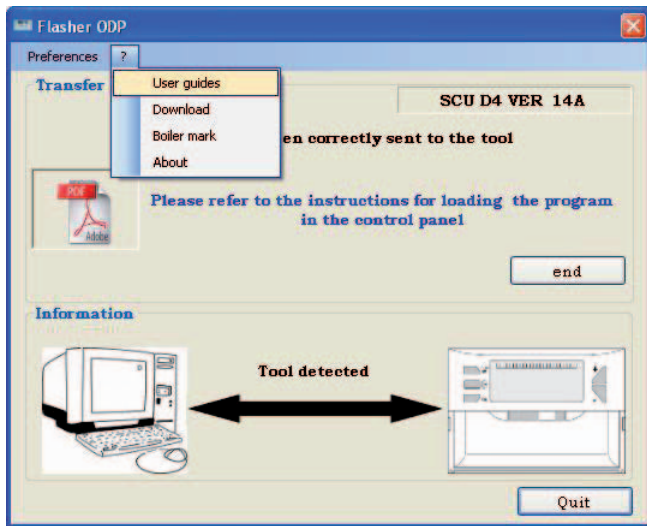 Flasher ODP
Preferences ?
Transfer
User guides
Download
Boiler mark
About
SCU D4 VER 14A
en correctly sent to the tool
PDF
Adobe
Please refer to the instructions for loading the program
in the control panel
end
Information
Tool detected
Quit